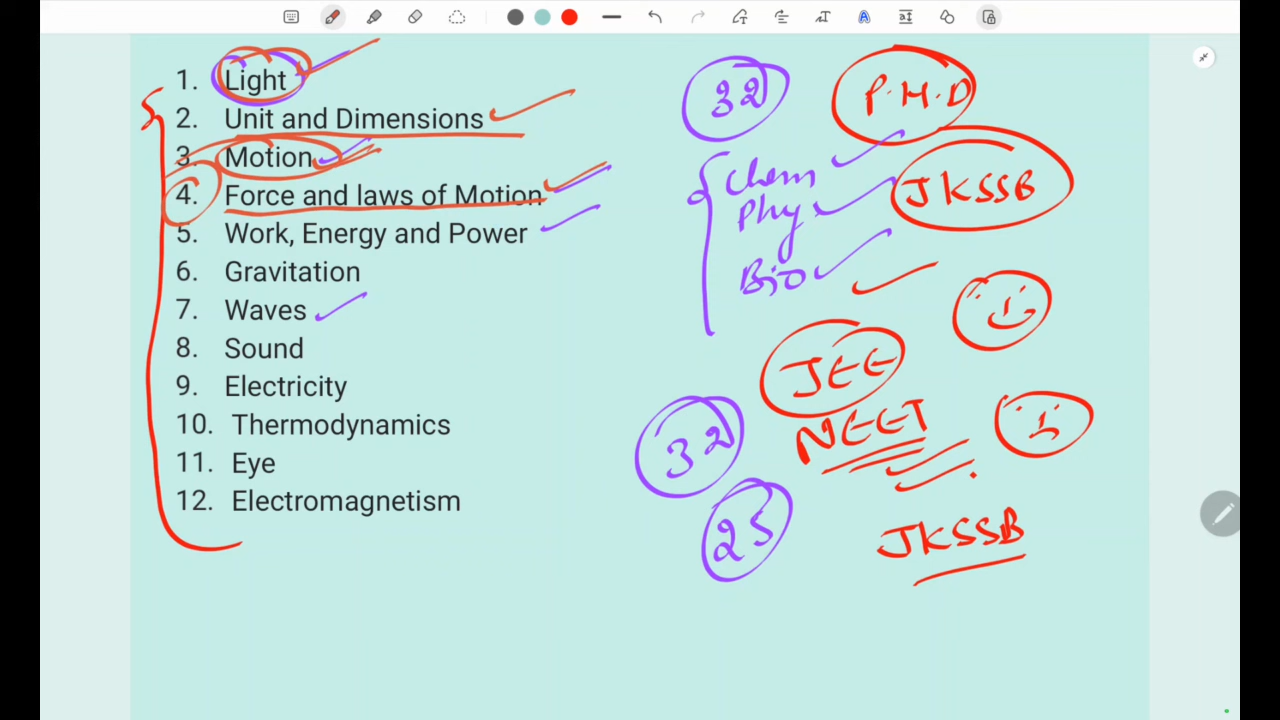 1. Light
2. Unit and Dimensions
3. Motion
4. Force and laws of Motion
5. Work, Energy and Power
6. Gravitation
7. Waves
8. Sound
9. Electricity
10. Thermodynamics
11. Eye
12. Electromagnetism
32
P.H.D
Chem
Phy
Bio
JKSSB
JEE
NEET
32
25
JKSSB